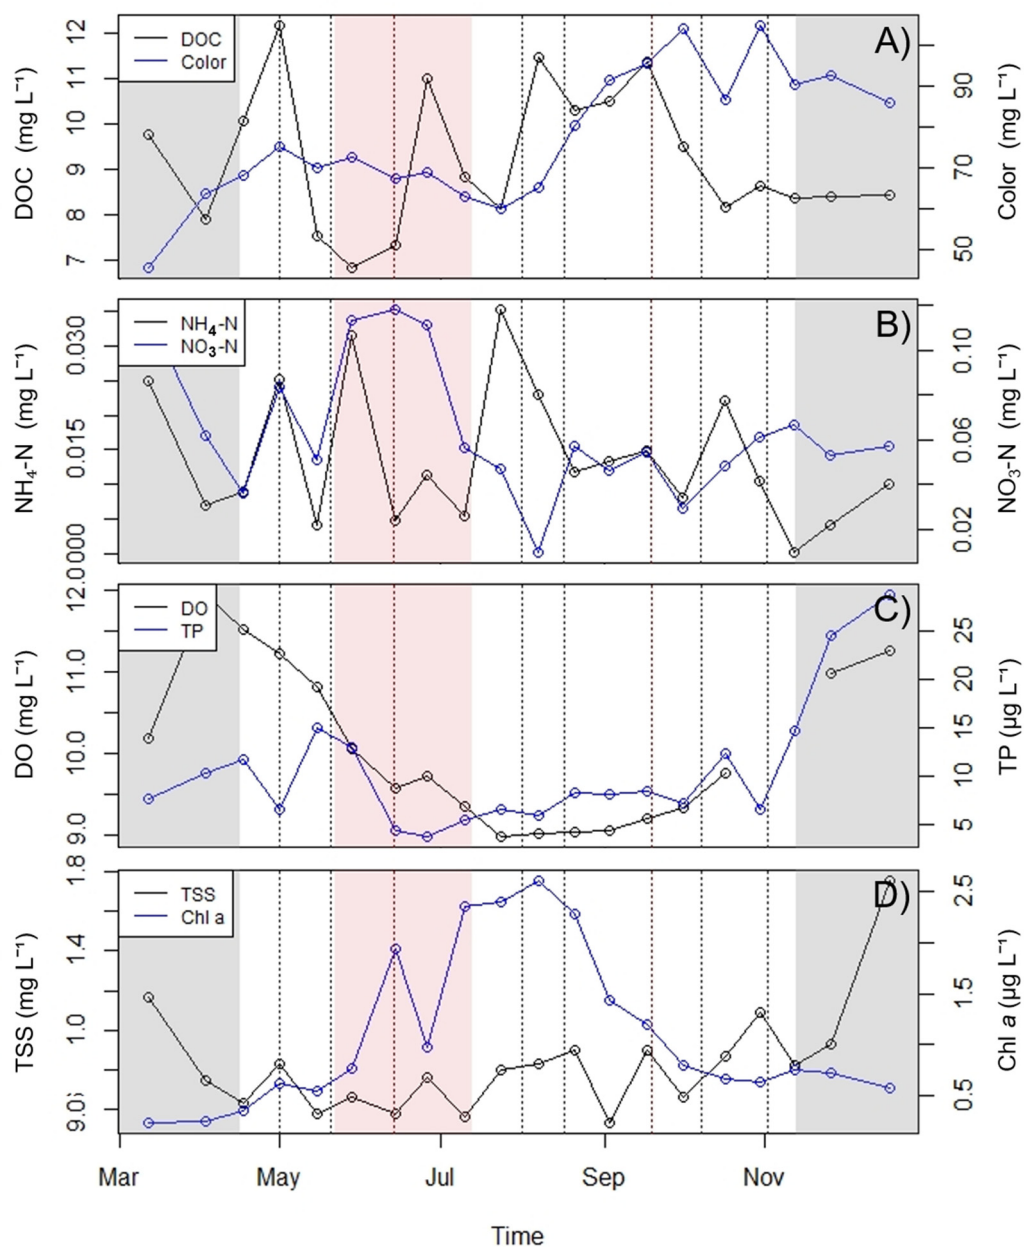 A)
DOC
Color
DOC (mg L⁻¹)
7 8 9 10 11 12
50 70 90
Color (mg L⁻¹)
B)
NH₄-N
NO₃-N
NH₄-N (mg L⁻¹)
0.000 0.015 0.030
0.02 0.06 0.10
NO₃-N (mg L⁻¹)
C)
DO
TP
DO (mg L⁻¹)
9.0 10.0 11.0 12.0
5 10 15 20 25
TP (µg L⁻¹)
D)
TSS
Chl a
TSS (mg L⁻¹)
1.0 1.4 1.8
0.5 1.5 2.5
Chl a (µg L⁻¹)
Mar May Jul Sep Nov
Time